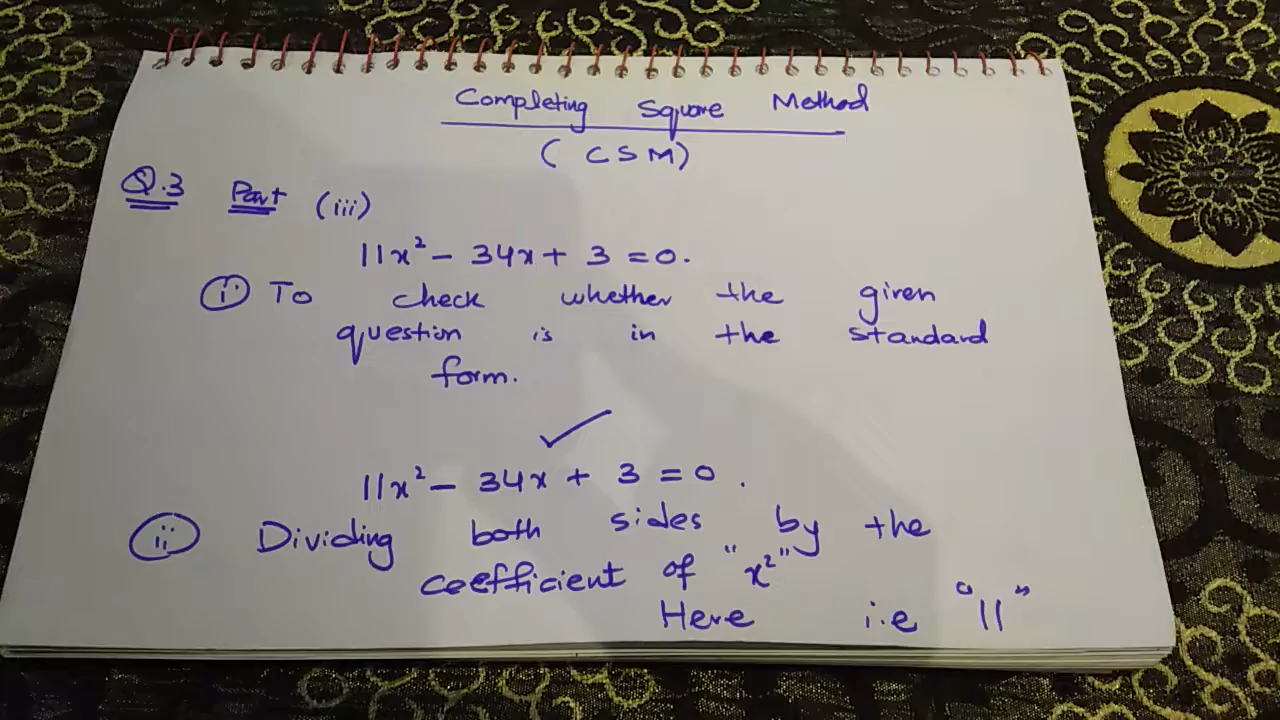 Completing Square Method
(CSM)
Q.3 Part (iii)
11x² - 34x + 3 = 0.
(i) To check whether the given
question is in the standard
form.
✓
11x² - 34x + 3 = 0.
(ii) Dividing both sides by the
coefficient of "x²"
Here i.e "11"